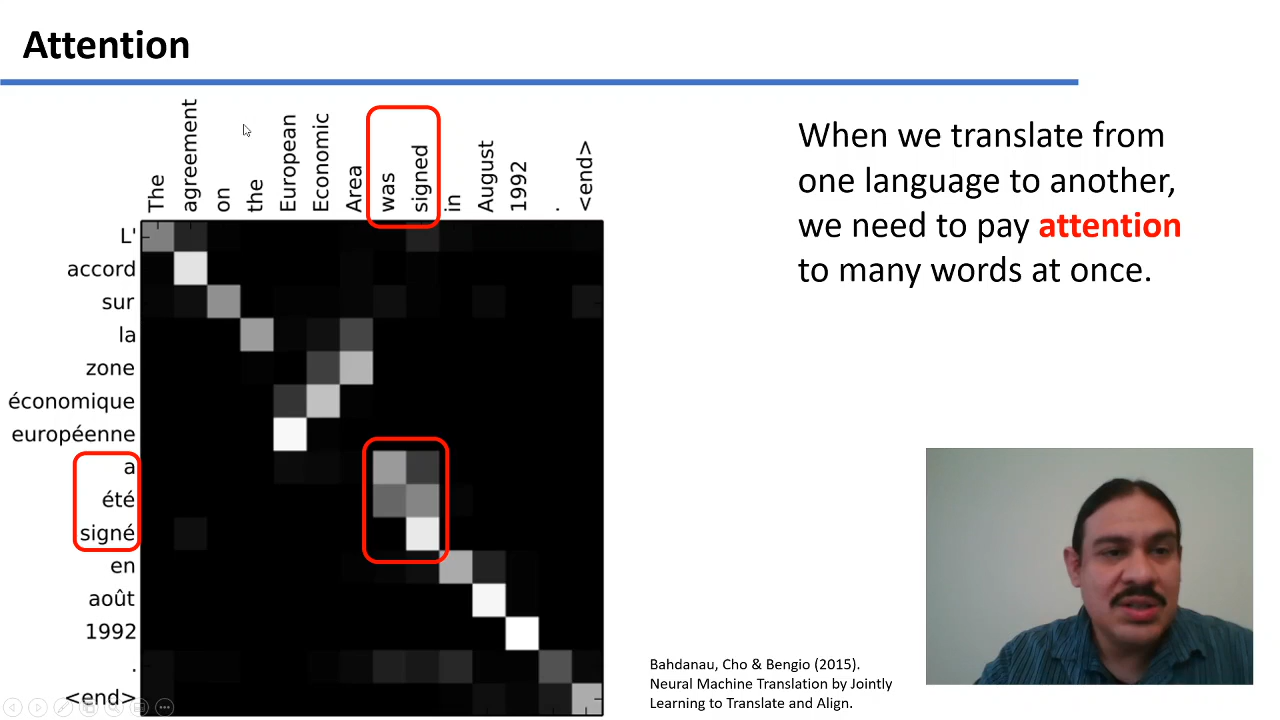 Attention
The agreement on the European Economic Area was signed in August 1992 . <end>
L'
accord
sur
la
zone
économique
européenne
a
été
signé
en
août
1992
.
<end>
When we translate from
one language to another,
we need to pay attention
to many words at once.
Bahdanau, Cho & Bengio (2015).
Neural Machine Translation by Jointly
Learning to Translate and Align.